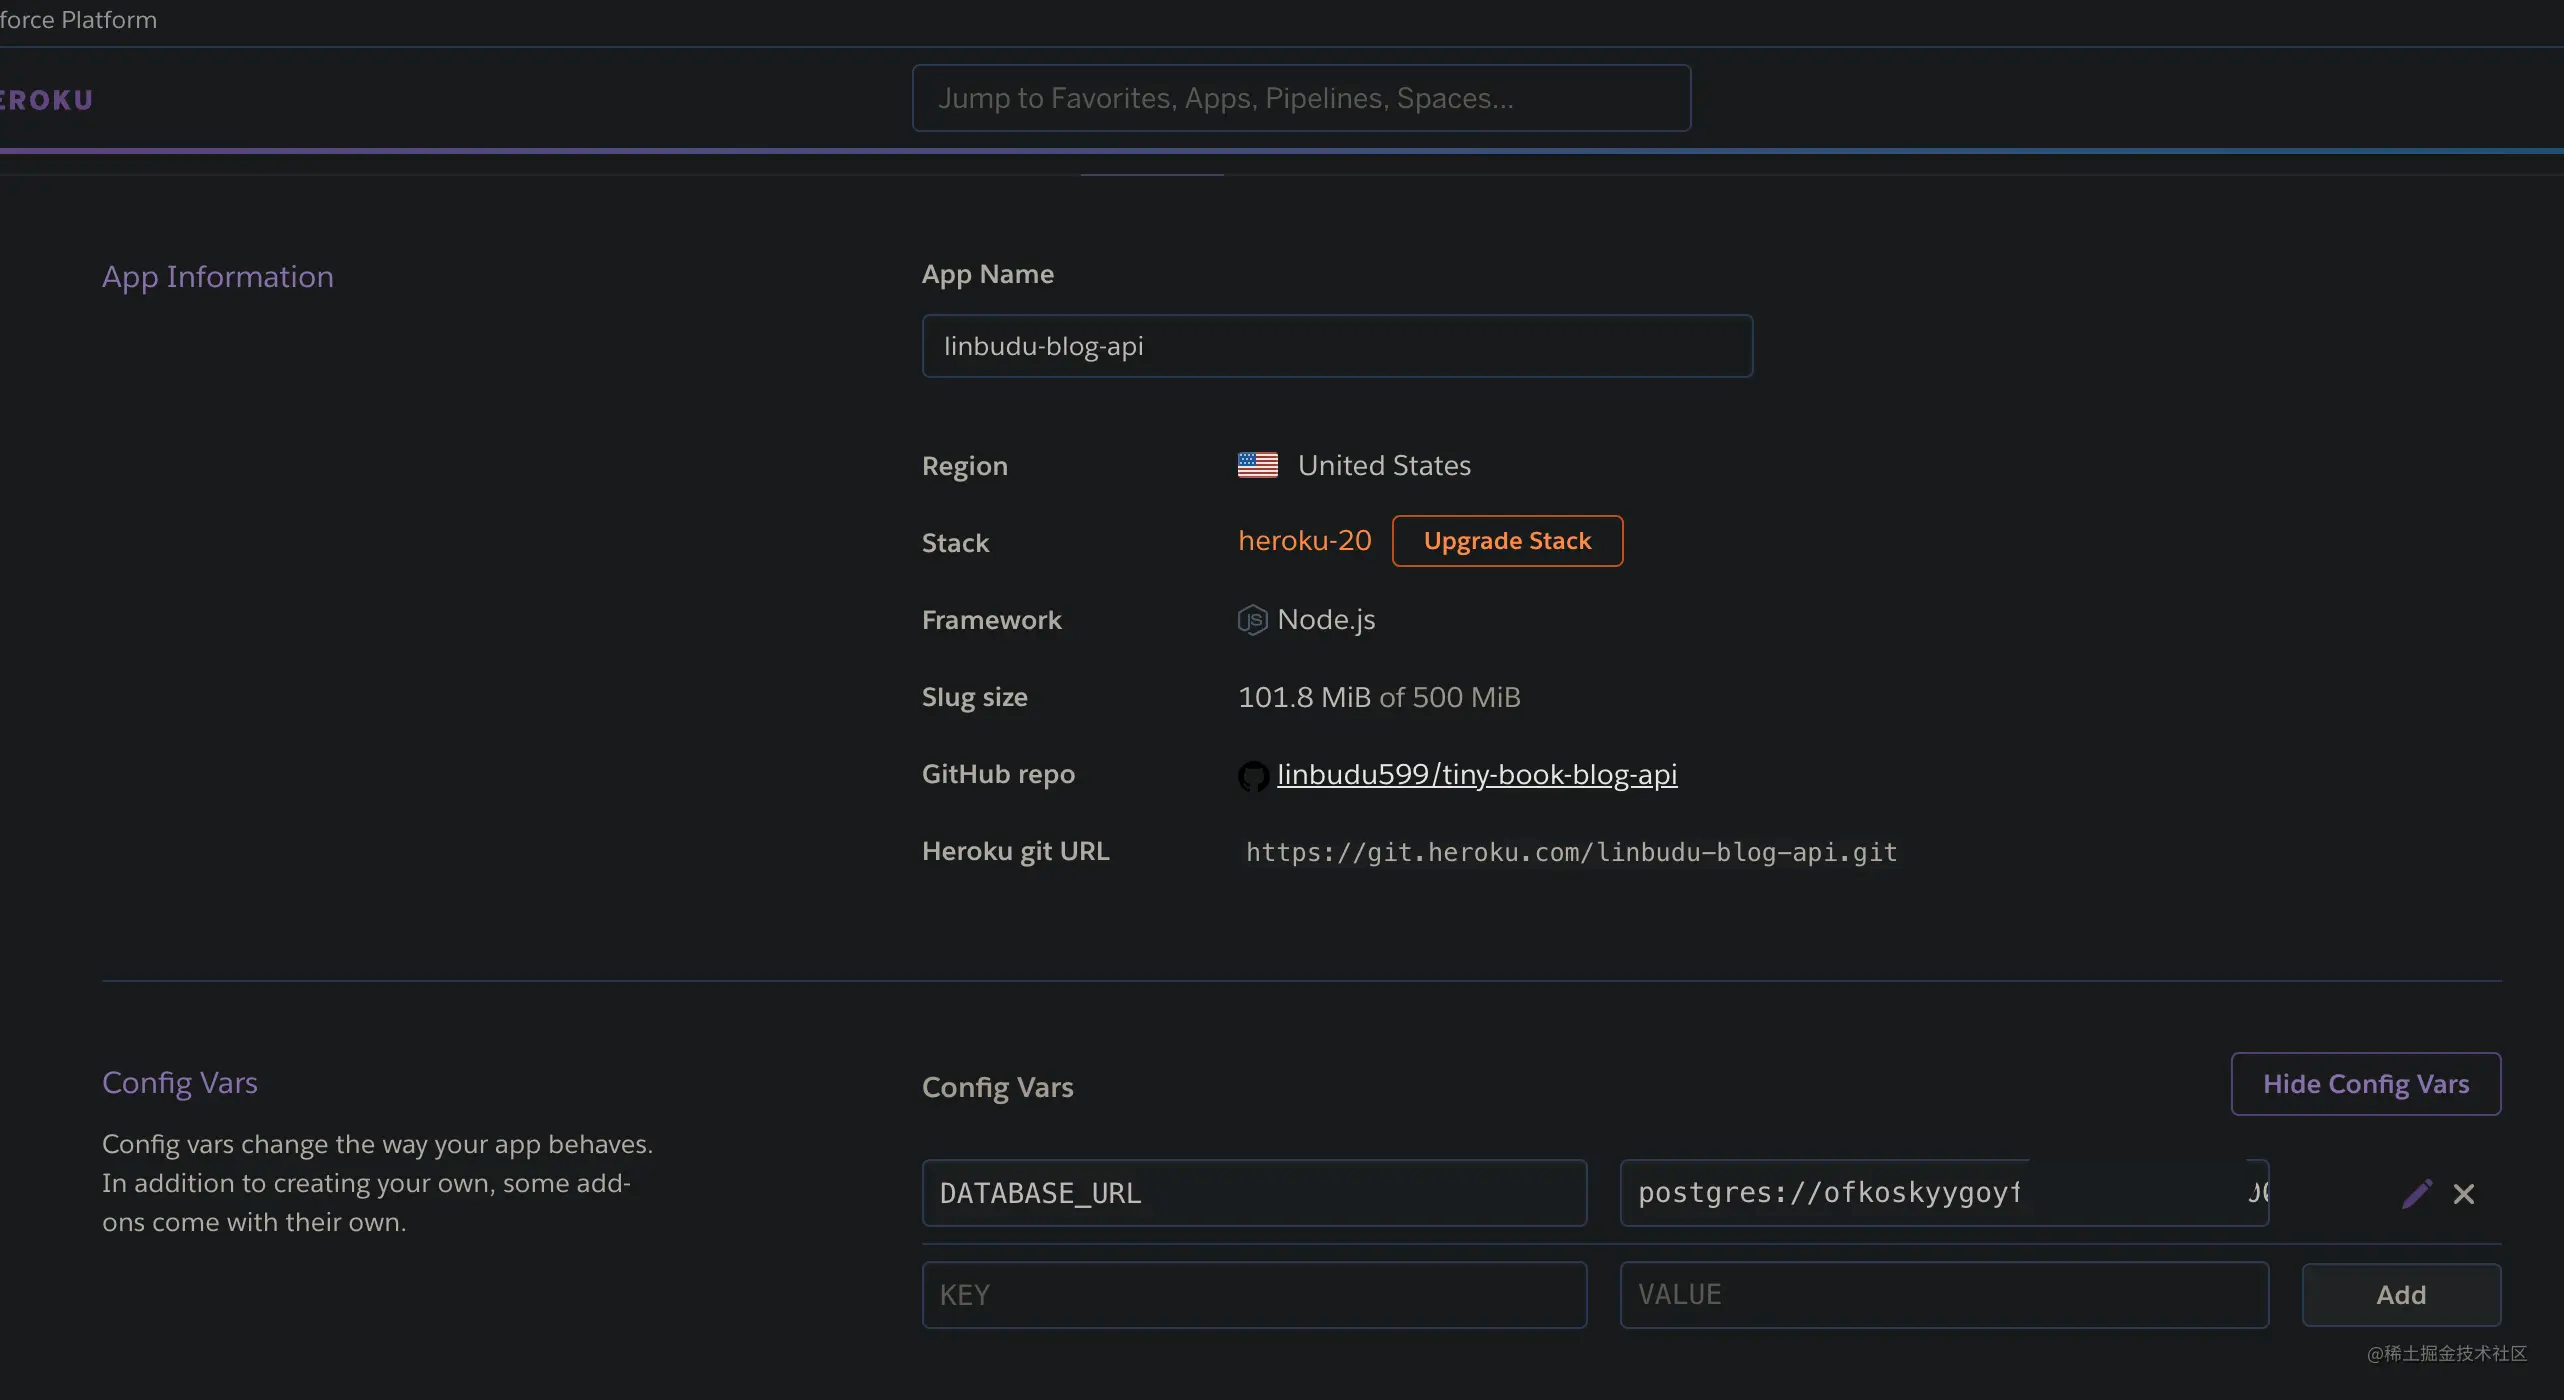 force Platform
EROKU
Jump to Favorites, Apps, Pipelines, Spaces...
App Information
App Name
linbudu-blog-api
Region United States
Stack heroku-20 Upgrade Stack
Framework Node.js
Slug size 101.8 MiB of 500 MiB
GitHub repo linbudu599/tiny-book-blog-api
Heroku git URL https://git.heroku.com/linbudu-blog-api.git
Config Vars
Config vars change the way your app behaves.
In addition to creating your own, some add-
ons come with their own.
Config Vars Hide Config Vars
DATABASE_URL postgres://ofkoskyygoyf
KEY VALUE Add
@稀土掘金技术社区